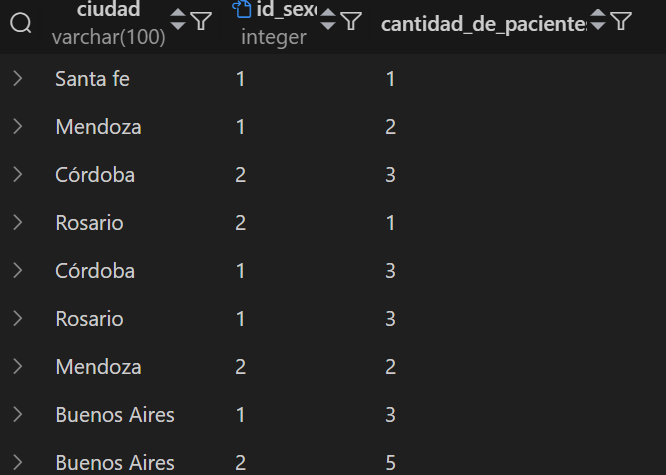 ciudad id_sexo cantidad_de_pacientes
varchar(100) integer
Santa fe 1 1
Mendoza 1 2
Córdoba 2 3
Rosario 2 1
Córdoba 1 3
Rosario 1 3
Mendoza 2 2
Buenos Aires 1 3
Buenos Aires 2 5